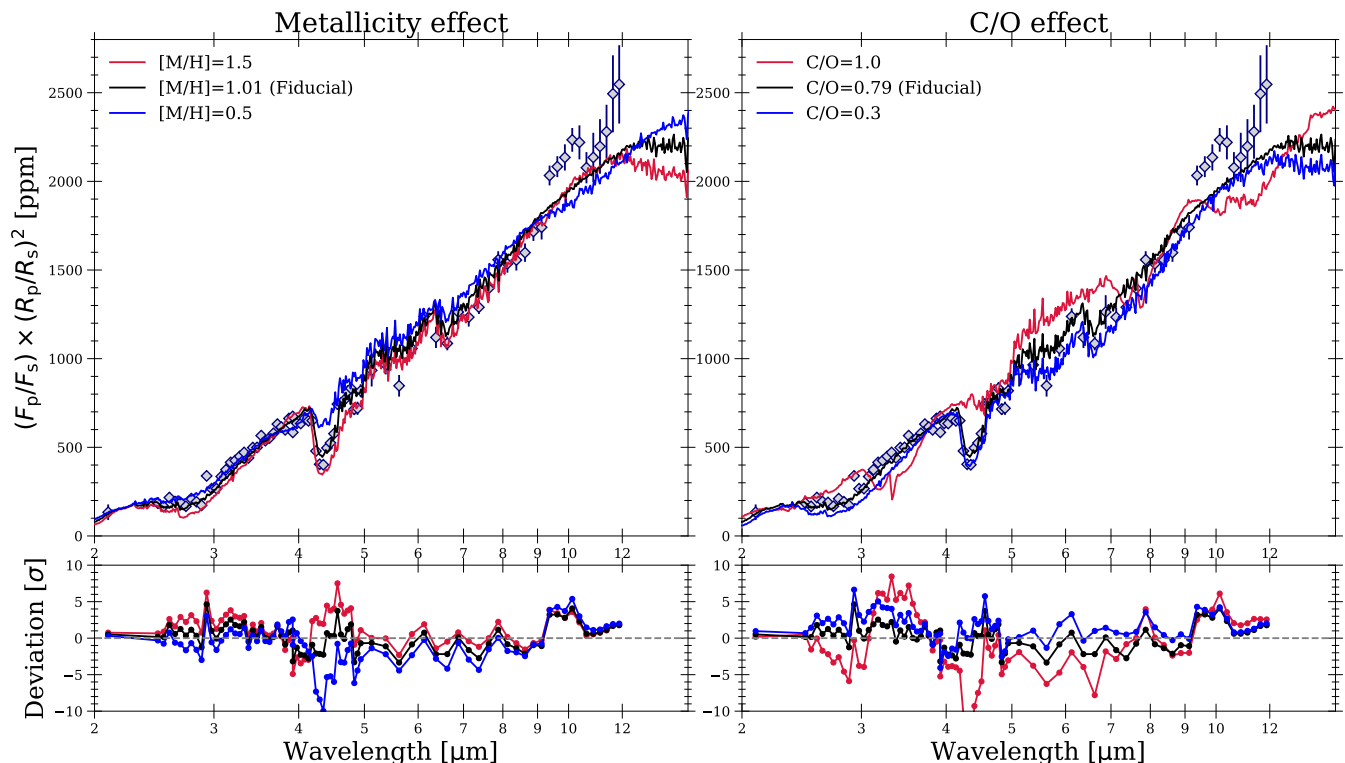 Metallicity effect
[M/H]=1.5
[M/H]=1.01 (Fiducial)
[M/H]=0.5
(F_p/F_s) × (R_p/R_s)² [ppm]
2500
2000
1500
1000
500
0
2 3 4 5 6 7 8 9 10 12
Deviation [σ]
10
5
0
−5
−10
2 3 4 5 6 7 8 9 10 12
Wavelength [μm]
C/O effect
C/O=1.0
C/O=0.79 (Fiducial)
C/O=0.3
2500
2000
1500
1000
500
0
2 3 4 5 6 7 8 9 10 12
10
5
0
−5
−10
2 3 4 5 6 7 8 9 10 12
Wavelength [μm]